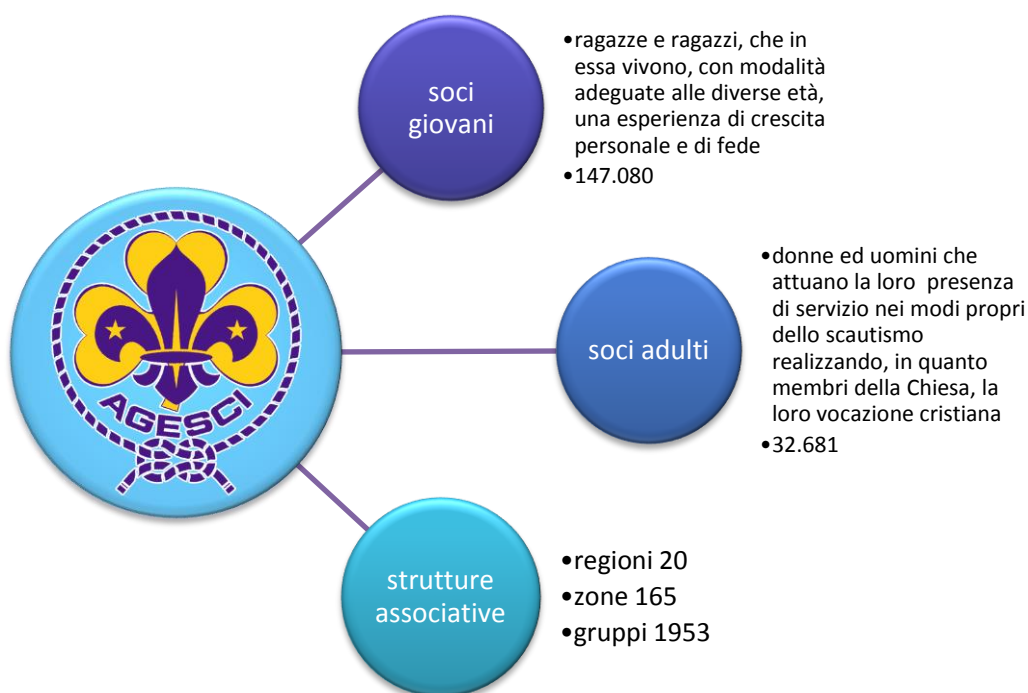 soci
giovani
•ragazze e ragazzi, che in
essa vivono, con modalità
adeguate alle diverse età,
una esperienza di crescita
personale e di fede
•147.080
AGESCI
soci adulti
•donne ed uomini che
attuano la loro presenza
di servizio nei modi propri
dello scautismo
realizzando, in quanto
membri della Chiesa, la
loro vocazione cristiana
•32.681
strutture
associative
•regioni 20
•zone 165
•gruppi 1953